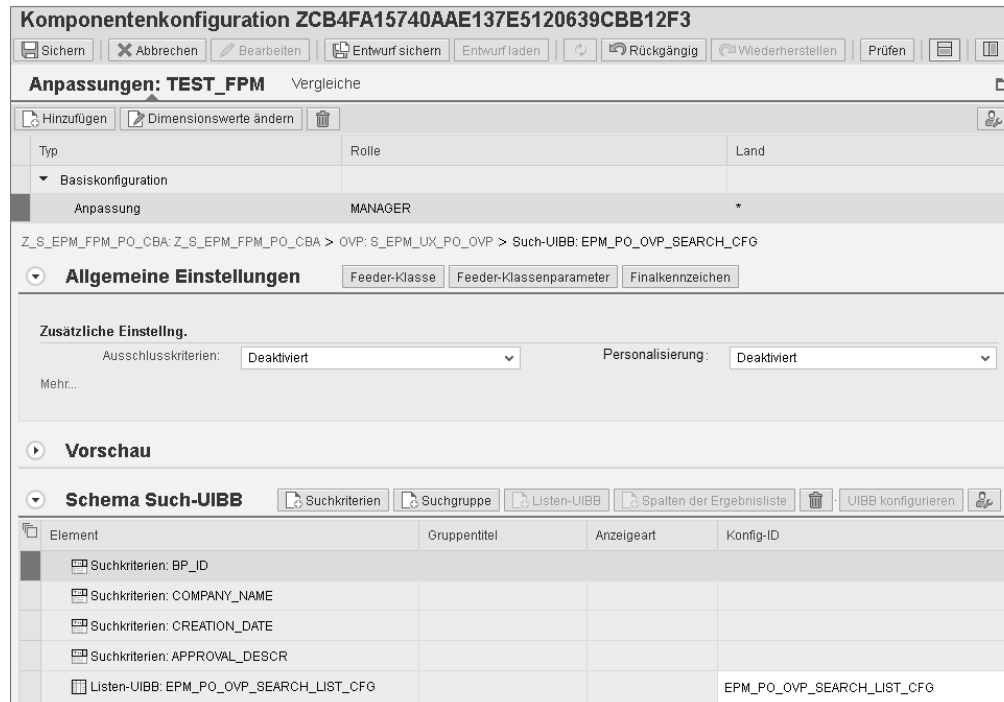 Komponentenkonfiguration ZCB4FA15740AAE137E5120639CBB12F3
Sichern Abbrechen Bearbeiten Entwurf sichern Entwurf laden Rückgängig Wiederherstellen Prüfen
Anpassungen: TEST_FPM Vergleiche
Hinzufügen Dimensionswerte ändern
Typ Rolle Land
Basiskonfiguration
Anpassung MANAGER *
Z_S_EPM_FPM_PO_CBA: Z_S_EPM_FPM_PO_CBA > OVP: S_EPM_UX_PO_OVP > Such-UIBB: EPM_PO_OVP_SEARCH_CFG
Allgemeine Einstellungen Feeder-Klasse Feeder-Klassenparameter Finalkennzeichen
Zusätzliche Einstellng.
Ausschlusskriterien: Deaktiviert Personalisierung: Deaktiviert
Mehr...
Vorschau
Schema Such-UIBB Suchkriterien Suchgruppe Listen-UIBB Spalten der Ergebnisliste UIBB konfigurieren
Element Gruppentitel Anzeigeart Konfig-ID
Suchkriterien: BP_ID
Suchkriterien: COMPANY_NAME
Suchkriterien: CREATION_DATE
Suchkriterien: APPROVAL_DESCR
Listen-UIBB: EPM_PO_OVP_SEARCH_LIST_CFG EPM_PO_OVP_SEARCH_LIST_CFG